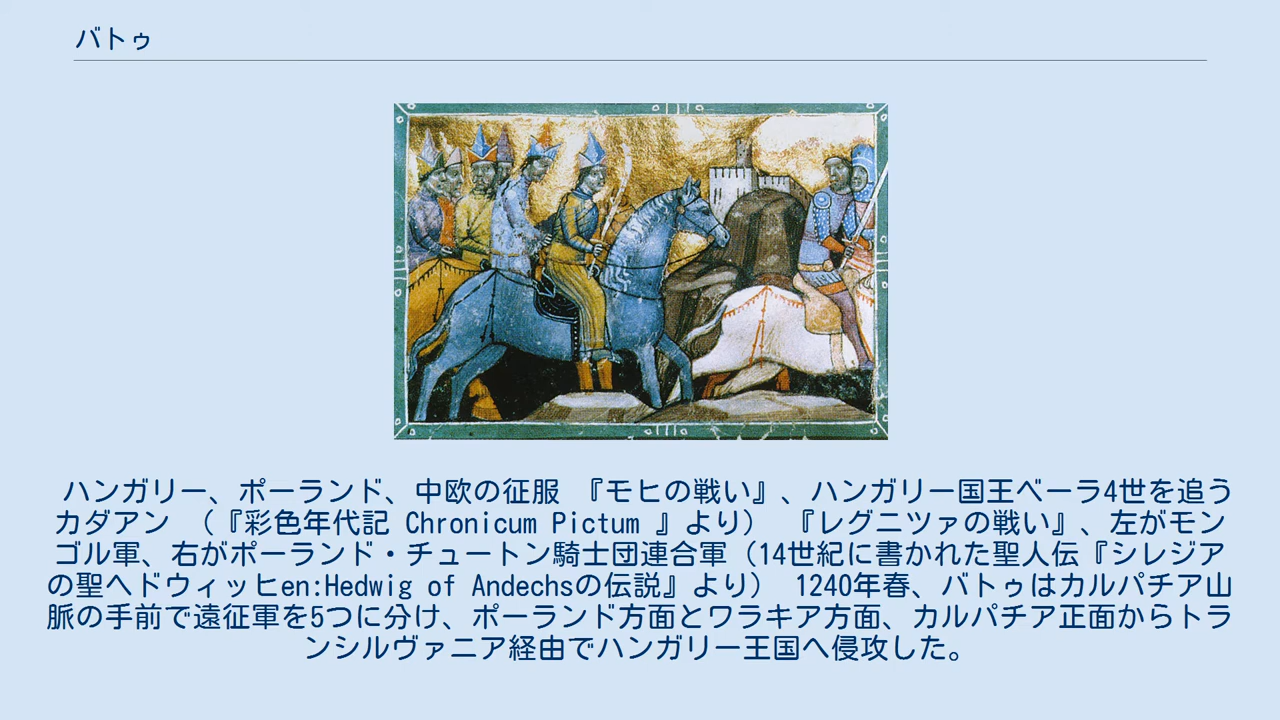 バトゥ
ハンガリー、ポーランド、中欧の征服 『モヒの戦い』、ハンガリー国王ベーラ4世を追う
カダアン （『彩色年代記 Chronicum Pictum 』より） 『レグニツァの戦い』、左がモン
ゴル軍、右がポーランド・チュートン騎士団連合軍（14世紀に書かれた聖人伝『シレジア
の聖ヘドウィッヒen:Hedwig of Andechsの伝説』より） 1240年春、バトゥはカルパチア山
脈の手前で遠征軍を5つに分け、ポーランド方面とワラキア方面、カルパチア正面からトラ
ンシルヴァニア経由でハンガリー王国へ侵攻した。